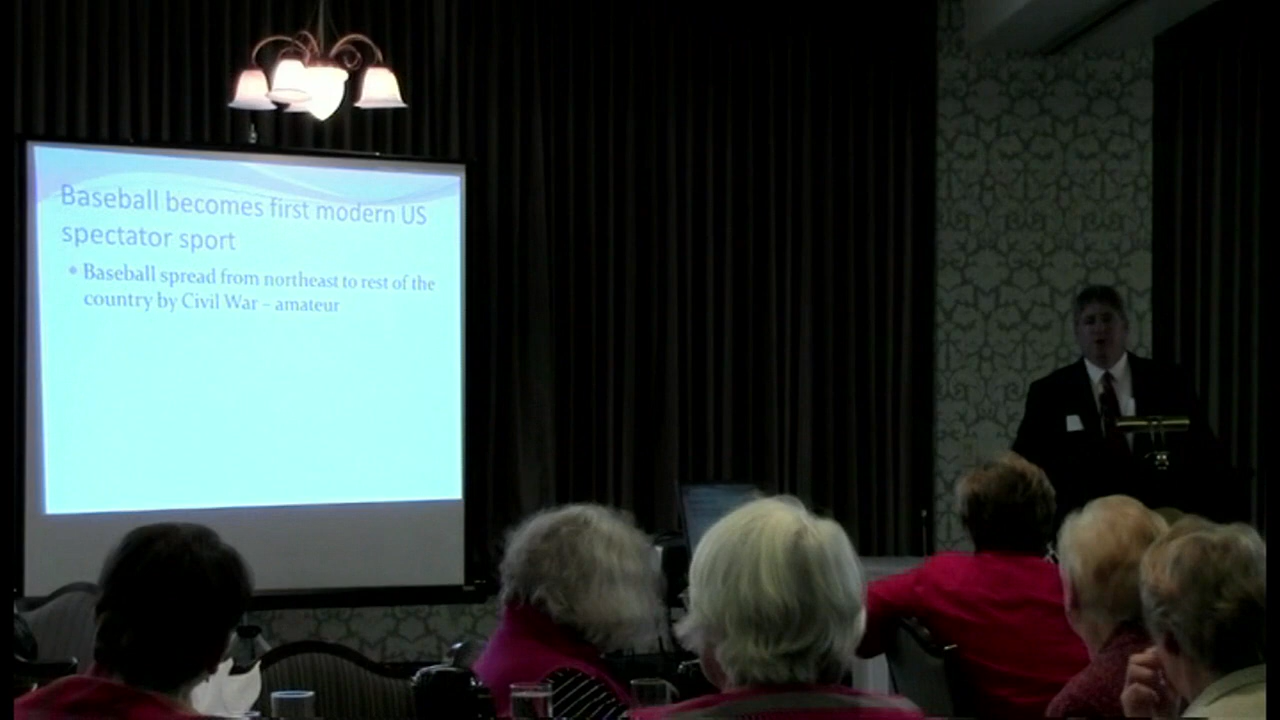 Baseball becomes first modern US
spectator sport
• Baseball spread from northeast to rest of the
country by Civil War – amateur